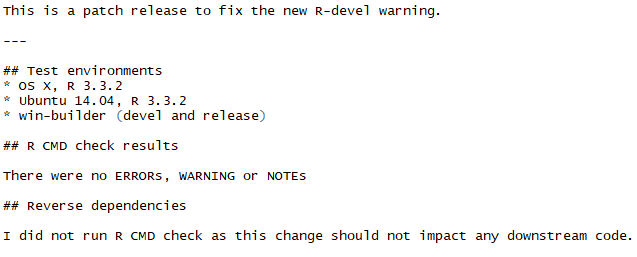 This is a patch release to fix the new R-devel warning.
---
## Test environments
* OS X, R 3.3.2
* Ubuntu 14.04, R 3.3.2
* win-builder (devel and release)
## R CMD check results
There were no ERRORs, WARNING or NOTEs
## Reverse dependencies
I did not run R CMD check as this change should not impact any downstream code.